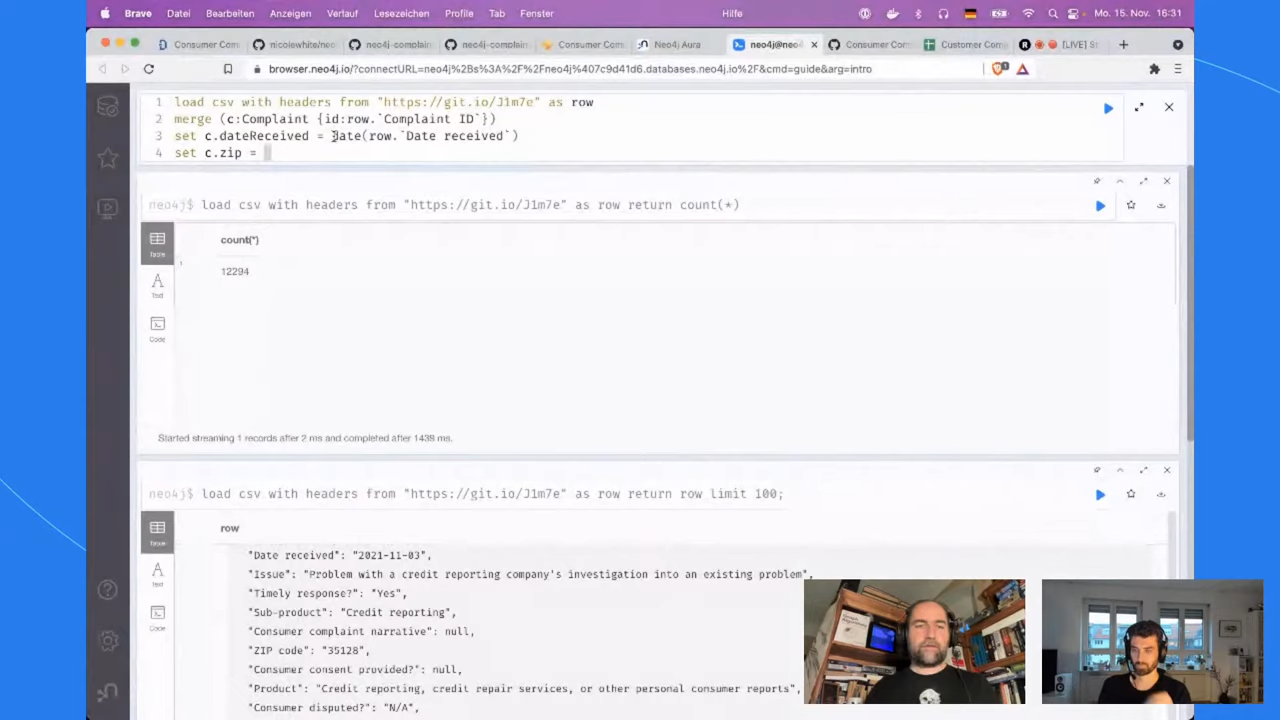 Brave Datei Bearbeiten Anzeigen Verlauf Lesezeichen Profile Tab Fenster Hilfe Mo. 15. Nov. 15:31
Consumer Com nicolewhite/neo neo4j-complain neo4j-complain Consumer Com Neo4j Aura neo4j@neo4 Consumer Com Customer Com [LIVE] St
browser.neo4j.io/?connectURL=neo4j%2Bs%3A%2F%2Fneo4j%407c9d41d6.databases.neo4j.io%2F&cmd=guide&arg=intro
1 load csv with headers from "https://git.io/J1m7e" as row
2 merge (c:Complaint {id:row.`Complaint ID`})
3 set c.dateReceived = date(row.`Date received`)
4 set c.zip =
neo4j$ load csv with headers from "https://git.io/J1m7e" as row return count(*)
Table
count(*)
12294
Text
Code
Started streaming 1 records after 2 ms and completed after 1439 ms.
neo4j$ load csv with headers from "https://git.io/J1m7e" as row return row limit 100;
Table
row
"Date received": "2021-11-03",
"Issue": "Problem with a credit reporting company's investigation into an existing problem",
Text
"Timely response?": "Yes",
"Sub-product": "Credit reporting",
Code
"Consumer complaint narrative": null,
"ZIP code": "35128",
"Consumer consent provided?": null,
"Product": "Credit reporting, credit repair services, or other personal consumer reports",
"Consumer disputed?": "N/A",